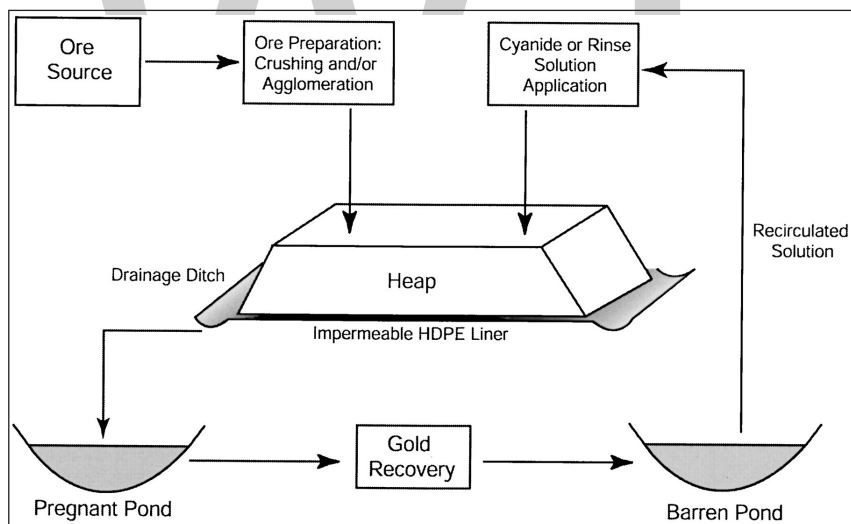 Ore
Source
Ore Preparation:
Crushing and/or
Agglomeration
Cyanide or Rinse
Solution
Application
Recirculated
Solution
Drainage Ditch
Heap
Impermeable HDPE Liner
Gold
Recovery
Pregnant Pond
Barren Pond